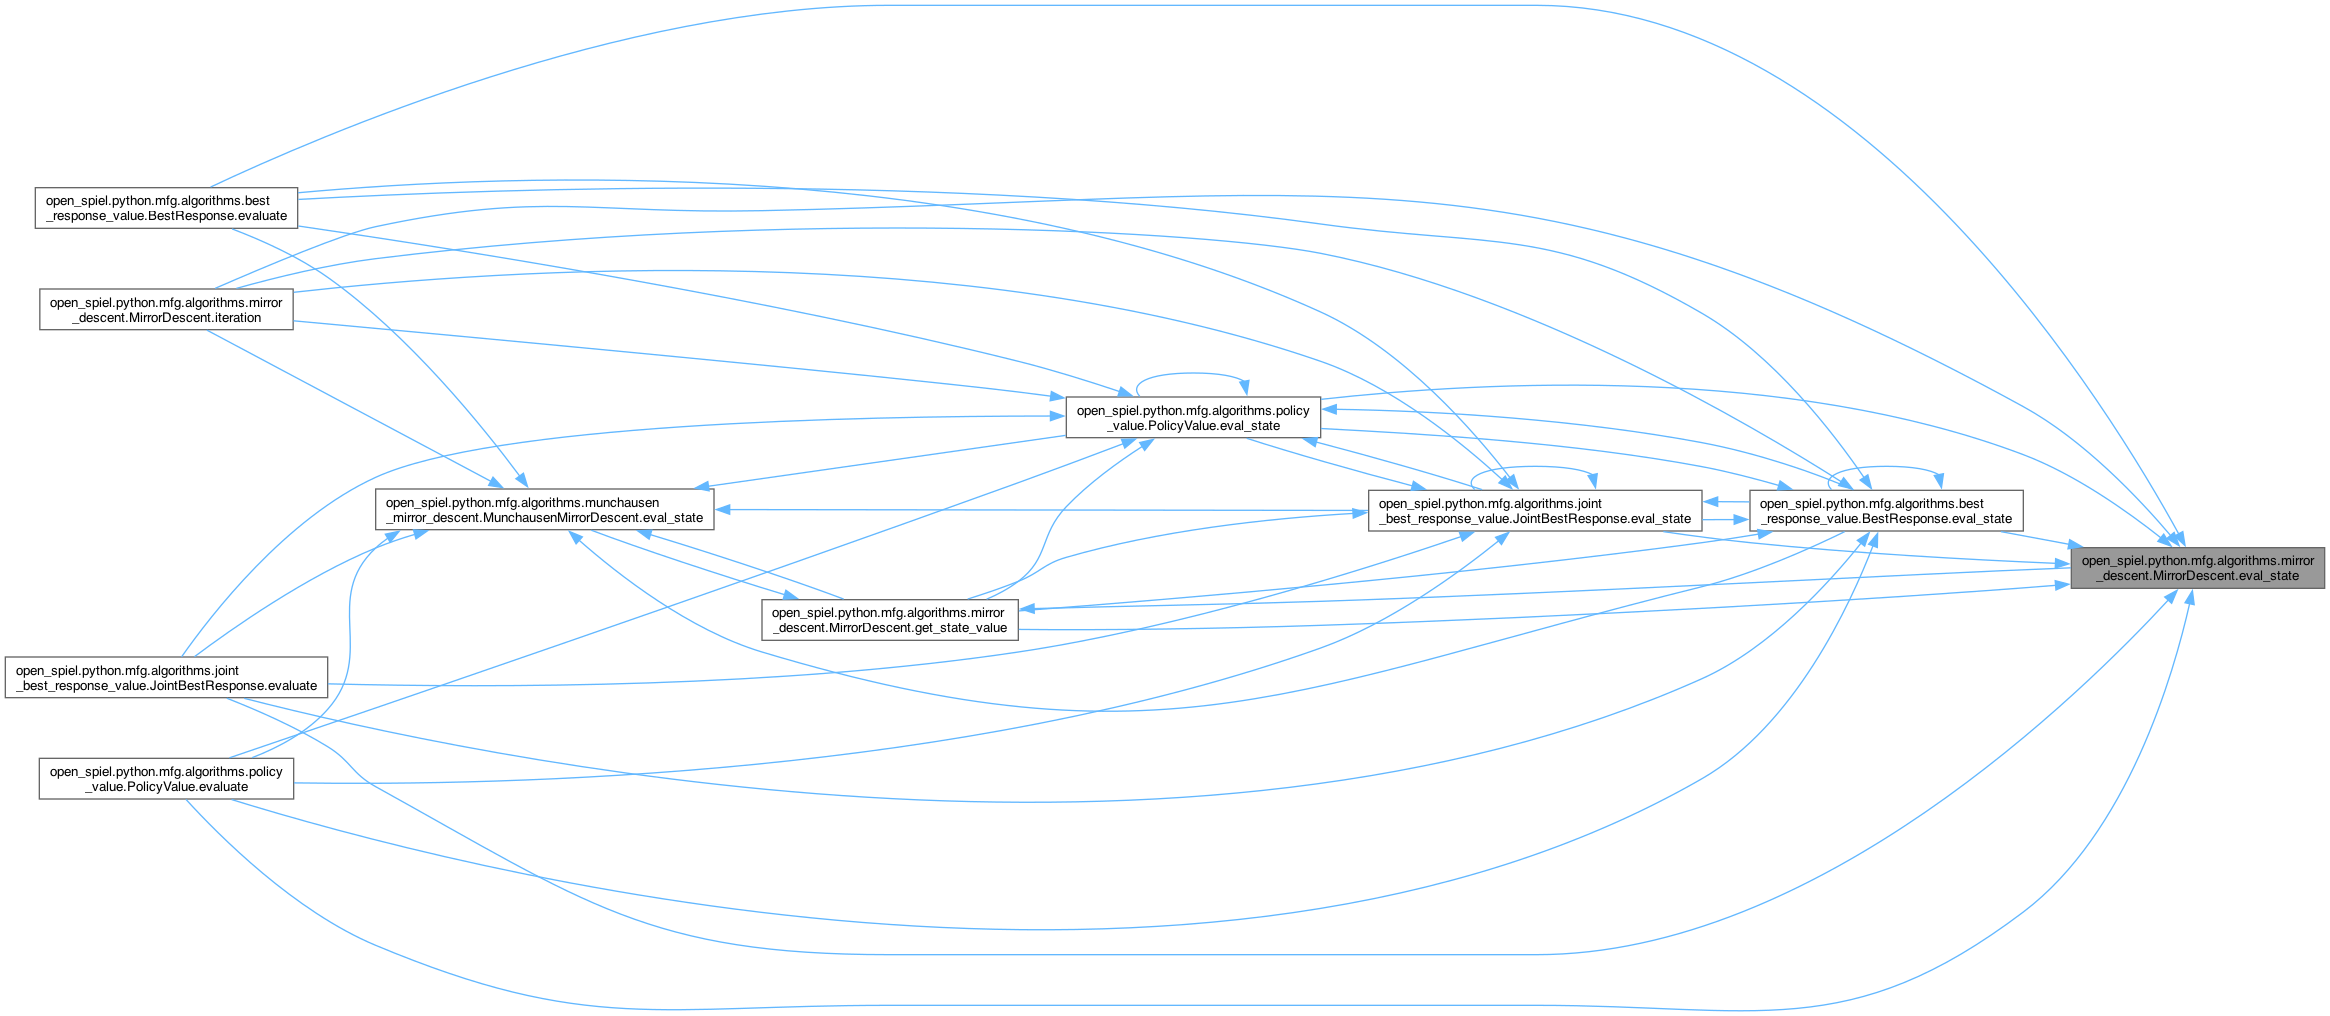 open_spiel.python.mfg.algorithms.best
_response_value.BestResponse.evaluate
open_spiel.python.mfg.algorithms.mirror
_descent.MirrorDescent.iteration
open_spiel.python.mfg.algorithms.policy
_value.PolicyValue.eval_state
open_spiel.python.mfg.algorithms.munchausen
_mirror_descent.MunchausenMirrorDescent.eval_state
open_spiel.python.mfg.algorithms.joint
_best_response_value.JointBestResponse.eval_state
open_spiel.python.mfg.algorithms.best
_response_value.BestResponse.eval_state
open_spiel.python.mfg.algorithms.mirror
_descent.MirrorDescent.eval_state
open_spiel.python.mfg.algorithms.mirror
_descent.MirrorDescent.get_state_value
open_spiel.python.mfg.algorithms.joint
_best_response_value.JointBestResponse.evaluate
open_spiel.python.mfg.algorithms.policy
_value.PolicyValue.evaluate